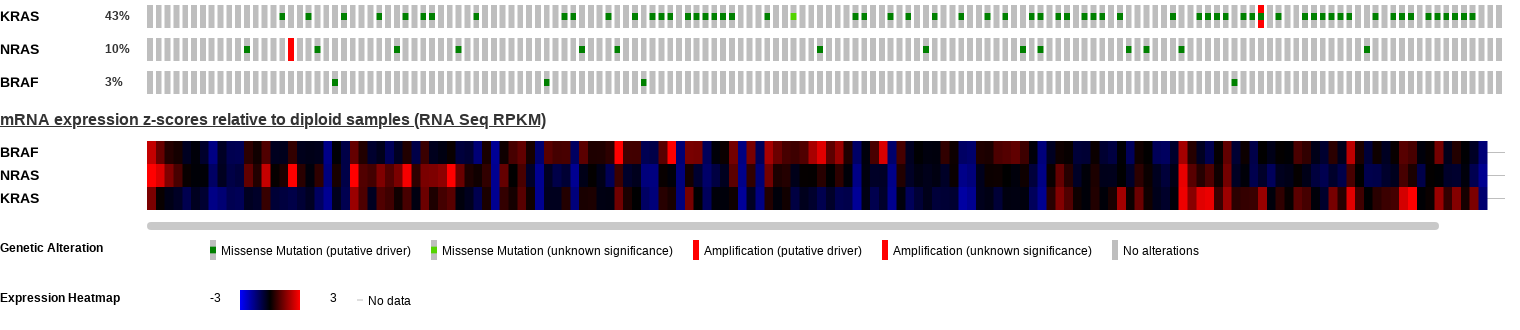 KRAS 43%
NRAS 10%
BRAF 3%
mRNA expression z-scores relative to diploid samples (RNA Seq RPKM)
BRAF
NRAS
KRAS
Genetic Alteration Missense Mutation (putative driver) Missense Mutation (unknown significance) Amplification (putative driver) Amplification (unknown significance) No alterations
Expression Heatmap -3 3 No data